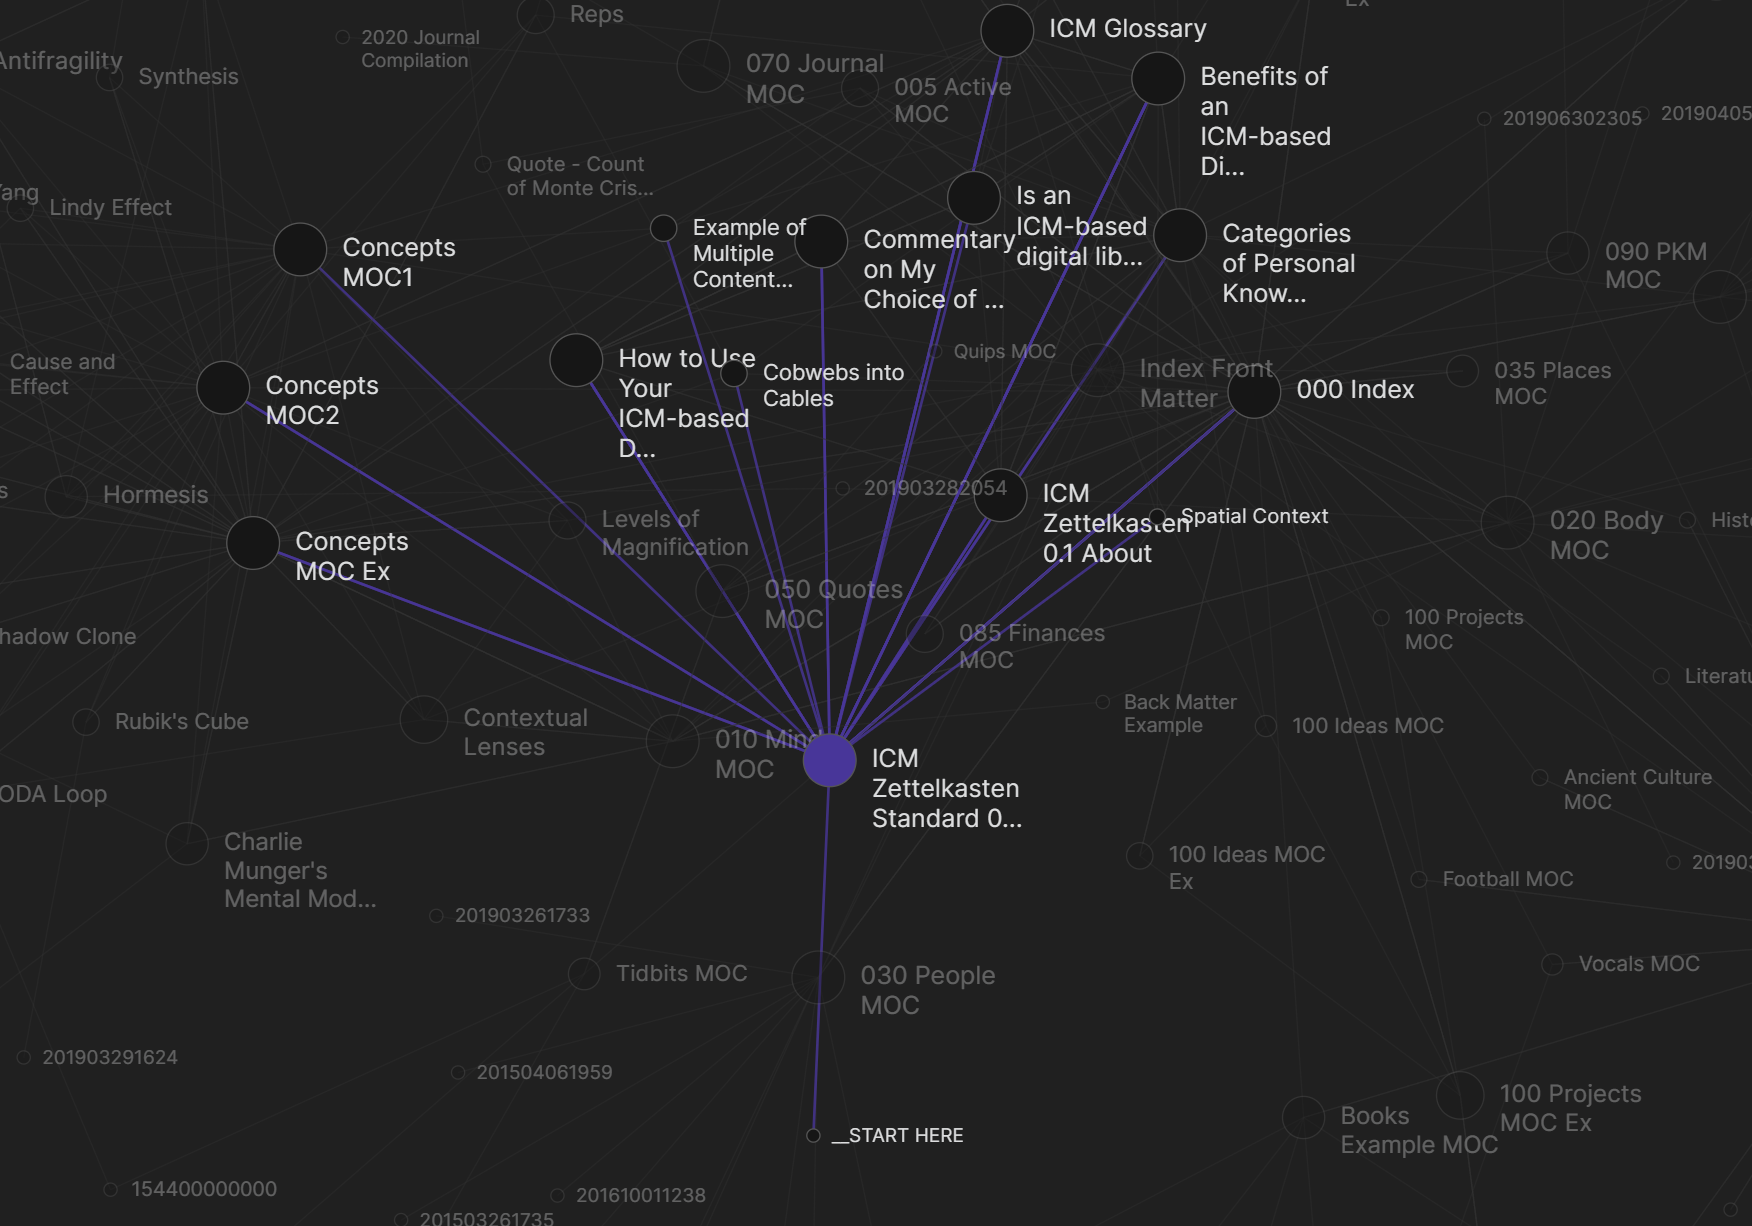 Reps
ICM Glossary
Ex
2020 Journal
Compilation
Antifragility
Synthesis
070 Journal
MOC
005 Active
MOC
Benefits of
an
ICM-based
Di...
201906302305
20190405
Quote - Count
of Monte Cris...
Yang
Lindy Effect
Is an
ICM-based
digital lib...
Example of
Multiple
Content...
Concepts
MOC1
Commentary
on My
Choice of ...
Categories
of Personal
Know...
090 PKM
MOC
Quips MOC
How to Use
Your
ICM-based
D...
Cause and
Effect
Cobwebs into
Cables
Index Front
Matter
035 Places
MOC
Concepts
MOC2
000 Index
s
Hormesis
201903282054
ICM
Zettelkasten
0.1 About
Spatial Context
Levels of
Magnification
020 Body
MOC
Histo
Concepts
MOC Ex
050 Quotes
MOC
100 Projects
MOC
hadow Clone
085 Finances
MOC
Literatu
Rubik's Cube
Contextual
Lenses
Back Matter
Example
100 Ideas MOC
010 Mind
MOC
ICM
Zettelkasten
Standard 0...
Ancient Culture
MOC
ODA Loop
Charlie
Munger's
Mental Mod...
100 Ideas MOC
Ex
201903
Football MOC
201903261733
Tidbits MOC
030 People
MOC
Vocals MOC
201903291624
201504061959
100 Projects
MOC Ex
Books
Example MOC
__START HERE
154400000000
201610011238
201503261735